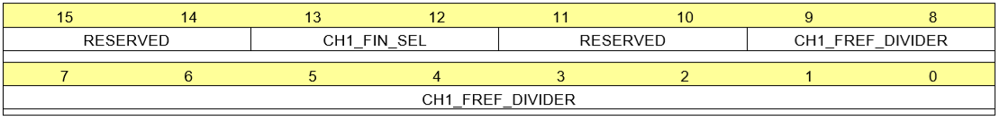 15 14 13 12 11 10 9 8
RESERVED CH1_FIN_SEL RESERVED CH1_FREF_DIVIDER
7 6 5 4 3 2 1 0
CH1_FREF_DIVIDER